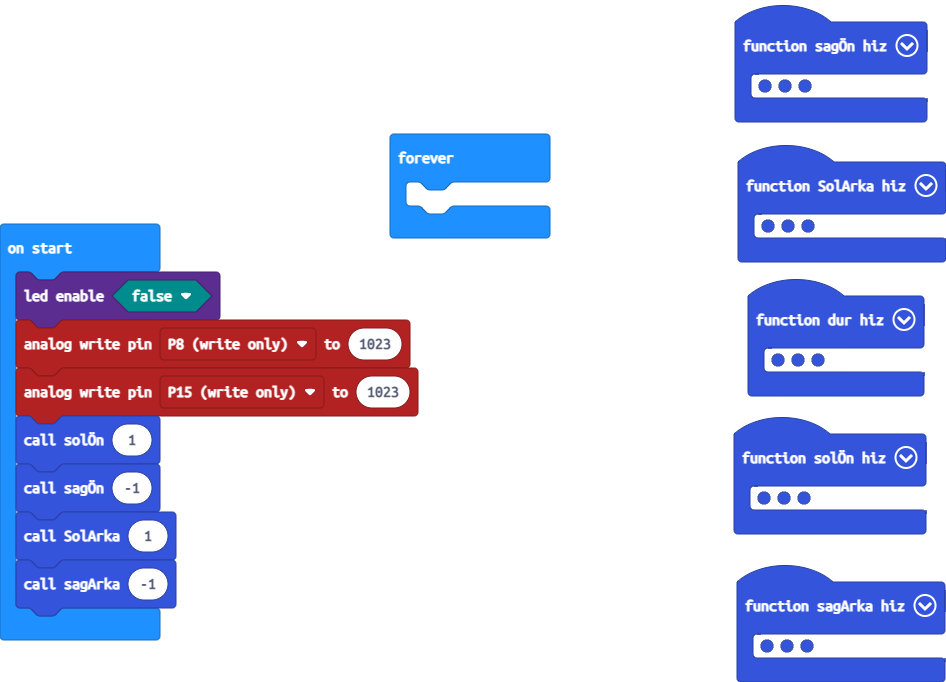 on start
led enable false
analog write pin P8 (write only) to 1023
analog write pin P15 (write only) to 1023
call solÖn 1
call sagÖn -1
call SolArka 1
call sagArka -1
forever
function sagÖn hiz
function SolArka hiz
function dur hiz
function solÖn hiz
function sagArka hiz